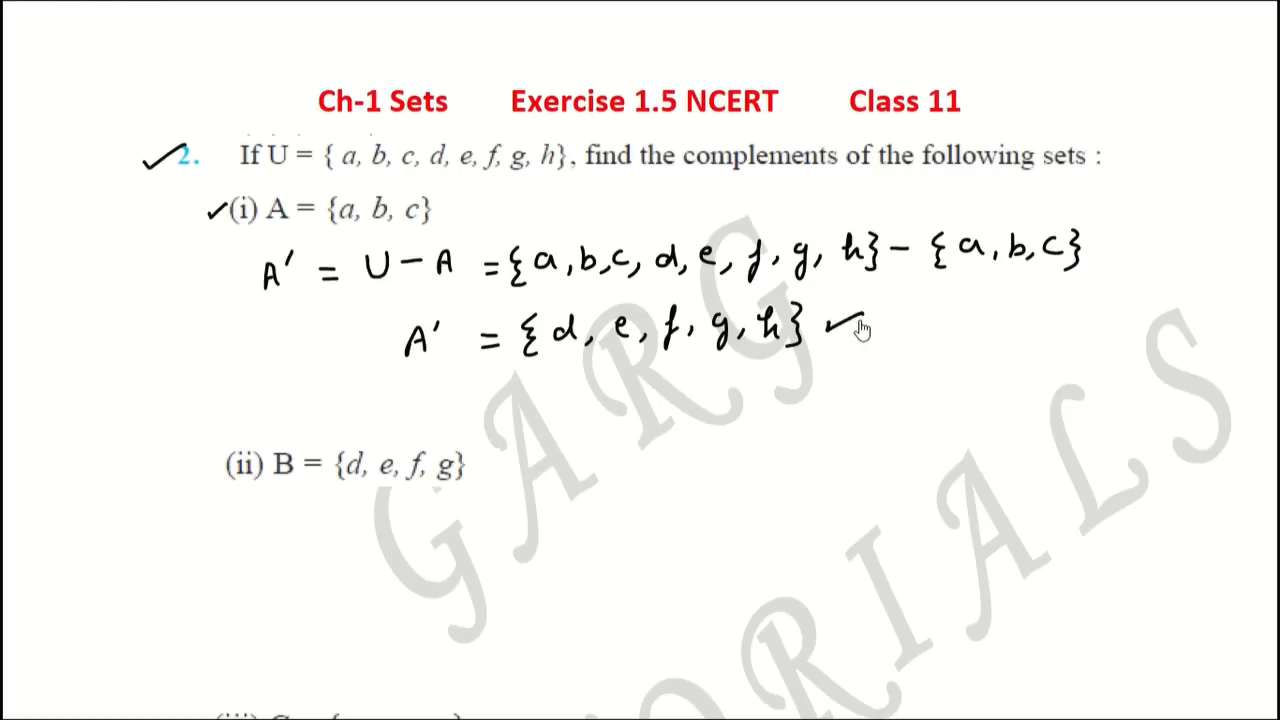 Ch-1 Sets Exercise 1.5 NCERT Class 11
2. If U = { a, b, c, d, e, f, g, h}, find the complements of the following sets :
(i) A = {a, b, c}
A' = U - A = {a, b, c, d, e, f, g, h} - {a, b, c}
A' = {d, e, f, g, h}
(ii) B = {d, e, f, g}
GARG
TORIALS